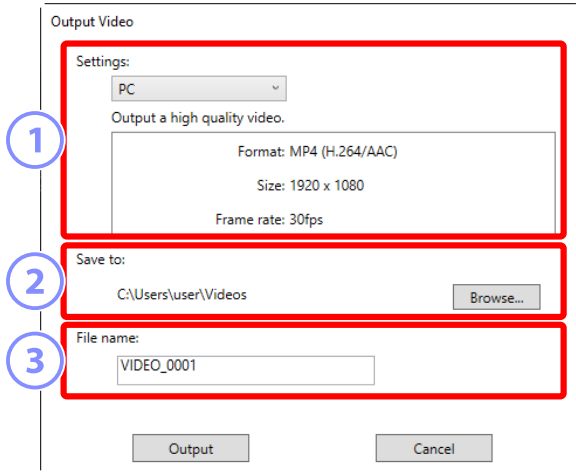 Output Video
1
Settings:
PC
Output a high quality video.
Format: MP4 (H.264/AAC)
Size: 1920 x 1080
Frame rate: 30fps
2
Save to:
C:\Users\user\Videos
Browse...
3
File name:
VIDEO_0001
Output
Cancel